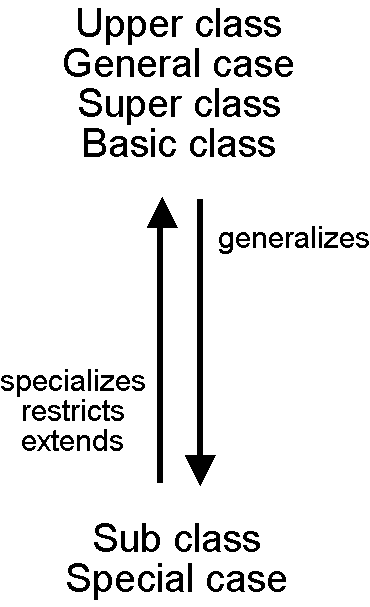 Upper class
General case
Super class
Basic class
generalizes
specializes
restricts
extends
Sub class
Special case